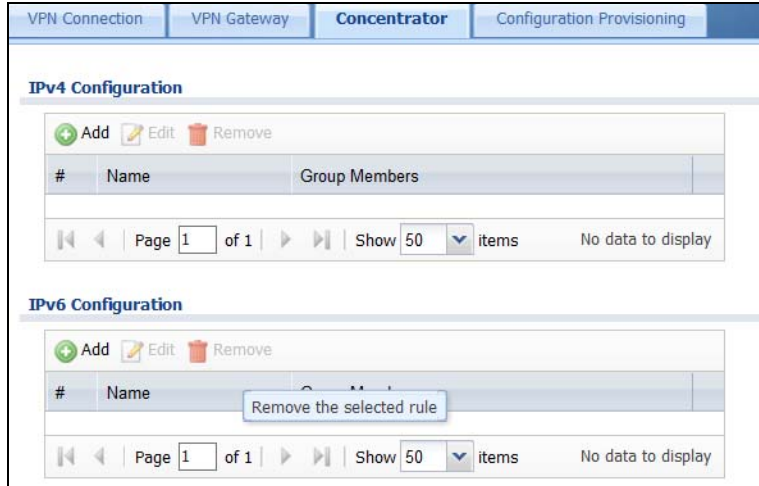 VPN Connection VPN Gateway Concentrator Configuration Provisioning
IPv4 Configuration
Add Edit Remove
# Name Group Members
Page 1 of 1 Show 50 items No data to display
IPv6 Configuration
Add Edit Remove
# Name
Remove the selected rule
Page 1 of 1 Show 50 items No data to display